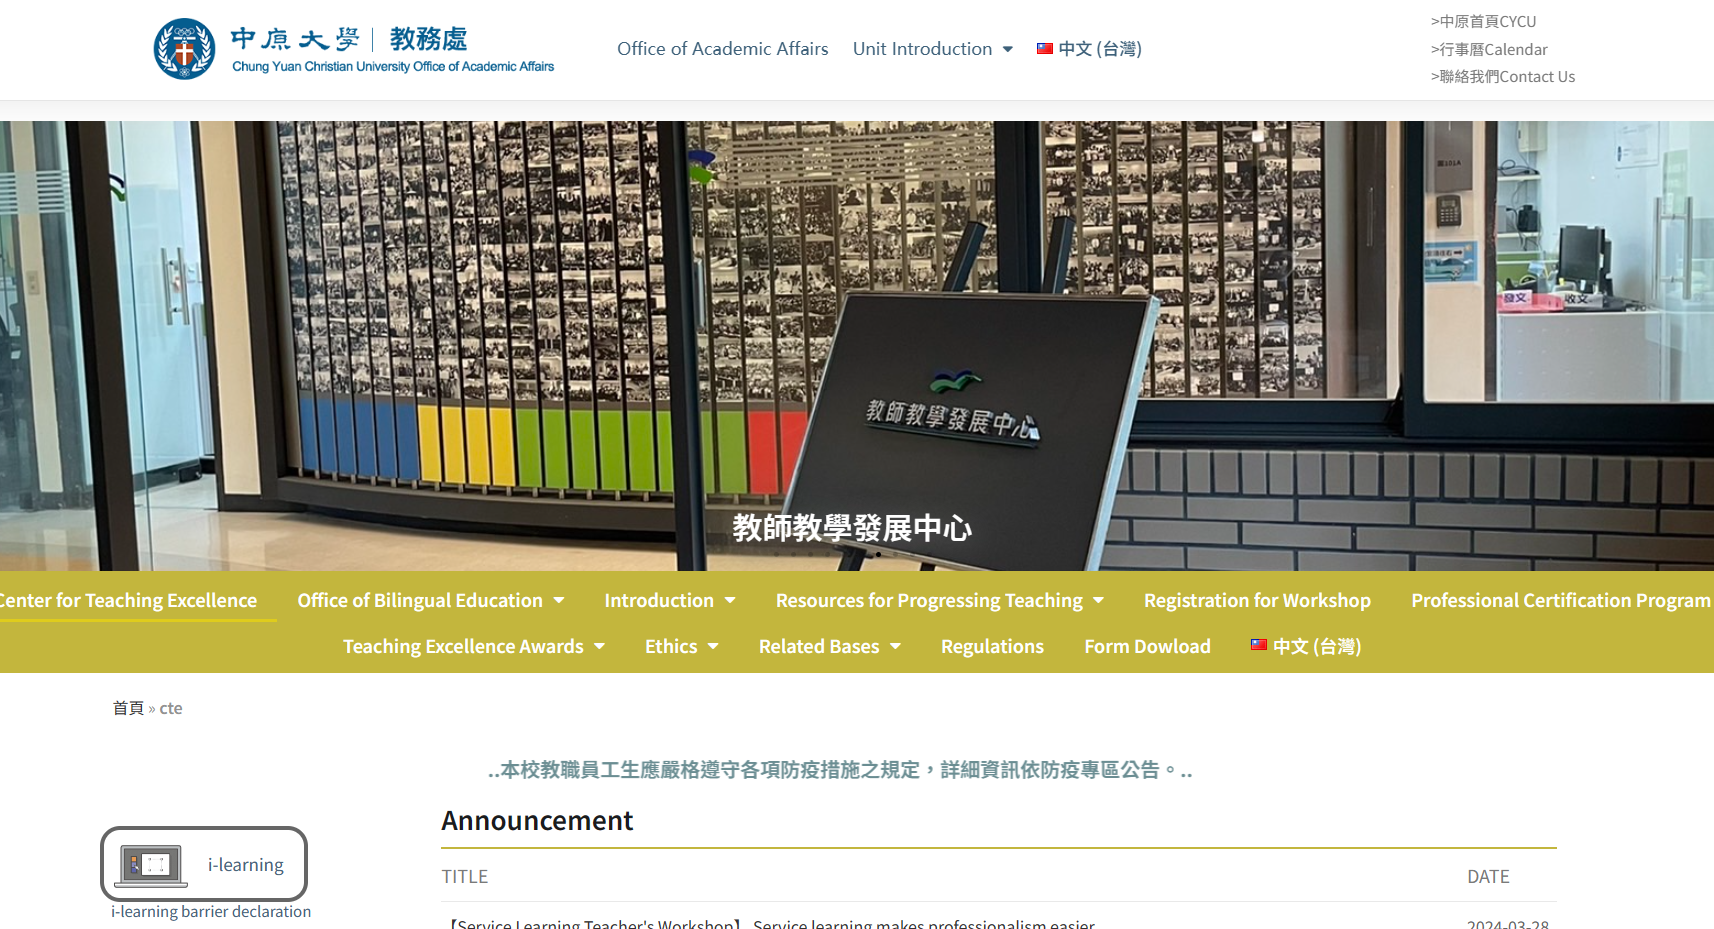 中原大學 | 教務處
Chung Yuan Christian University Office of Academic Affairs
Office of Academic Affairs
Unit Introduction
中文 (台灣)
>中原首頁CYCU
>行事曆Calendar
>聯絡我們Contact Us
發文
收文
教師教學發展中心
教師教學發展中心
Center for Teaching Excellence
Office of Bilingual Education
Introduction
Resources for Progressing Teaching
Registration for Workshop
Professional Certification Program
Teaching Excellence Awards
Ethics
Related Bases
Regulations
Form Dowload
中文 (台灣)
首頁 » cte
..本校教職員工生應嚴格遵守各項防疫措施之規定，詳細資訊依防疫專區公告。..
i-learning
i-learning barrier declaration
Announcement
TITLE
DATE
【Service Learning Teacher's Workshop】 Service learning makes professionalism easier
2024-03-28